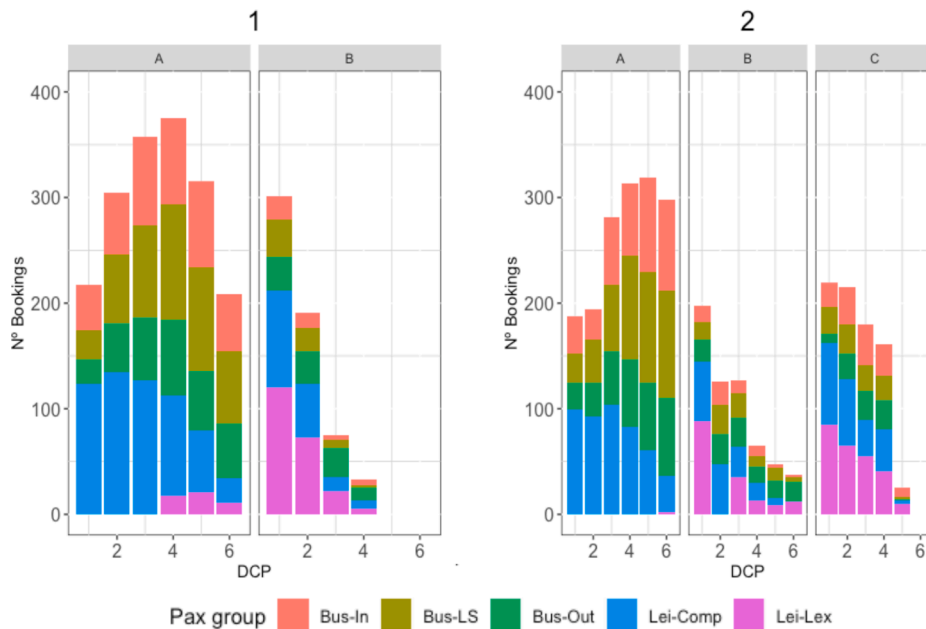 1 2
A B A B C
Nº Bookings
400
300
200
100
0
2 4 6 2 4 6
DCP
Nº Bookings
400
300
200
100
0
2 4 6 2 4 6 2 4 6
DCP
Pax group Bus-In Bus-LS Bus-Out Lei-Comp Lei-Lex